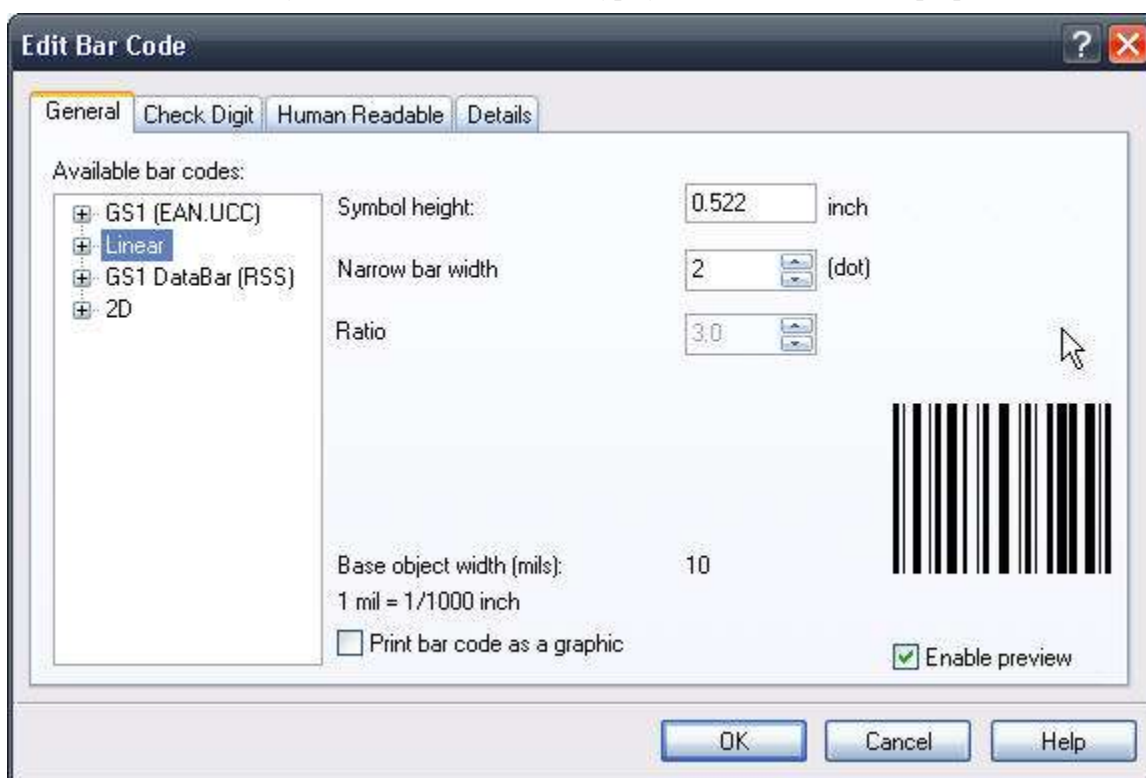 Edit Bar Code
General Check Digit Human Readable Details
Available bar codes:
GS1 (EAN.UCC)
Linear
GS1 DataBar (RSS)
2D
Symbol height: 0.522 inch
Narrow bar width 2 (dot)
Ratio 3.0
Base object width (mils): 10
1 mil = 1/1000 inch
Print bar code as a graphic
Enable preview
OK Cancel Help